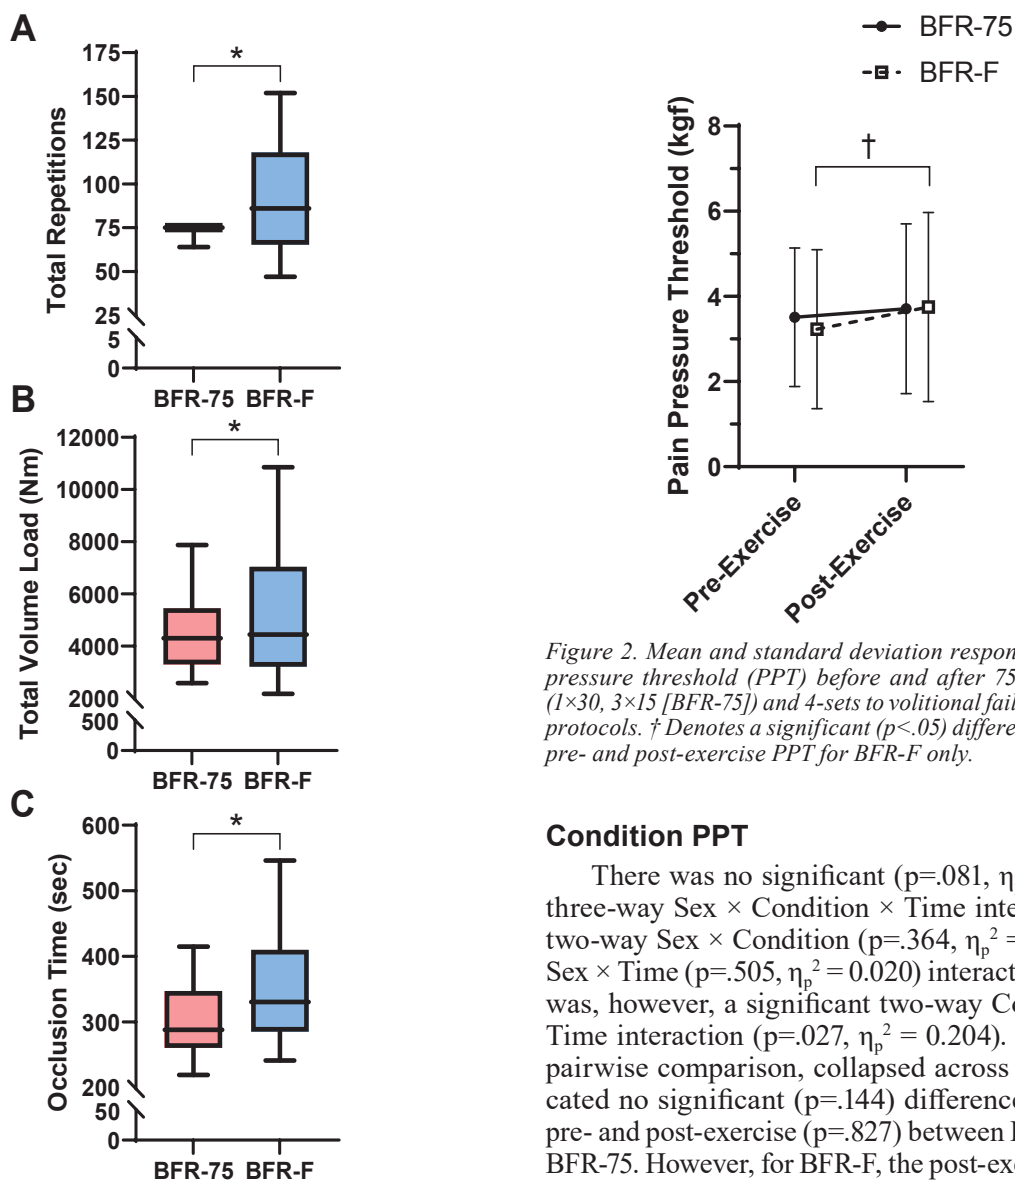 A
175
150
125
100
75
50
25
5
0
Total Repetitions
*
BFR-75 BFR-F
B
12000
10000
8000
6000
4000
2000
500
0
Total Volume Load (Nm)
*
BFR-75 BFR-F
C
600
500
400
300
200
50
0
Occlusion Time (sec)
*
BFR-75 BFR-F
BFR-75
BFR-F
8
6
4
2
0
Pain Pressure Threshold (kgf)
†
Pre-Exercise
Post-Exercise
Figure 2. Mean and standard deviation respon
pressure threshold (PPT) before and after 75
(1×30, 3×15 [BFR-75]) and 4-sets to volitional fail
protocols. † Denotes a significant (p<.05) differe
pre- and post-exercise PPT for BFR-F only.
Condition PPT
There was no significant (p=.081, η
three-way Sex × Condition × Time inte
two-way Sex × Condition (p=.364, ηp² =
Sex × Time (p=.505, ηp² = 0.020) interact
was, however, a significant two-way Co
Time interaction (p=.027, ηp² = 0.204).
pairwise comparison, collapsed across
cated no significant (p=.144) difference
pre- and post-exercise (p=.827) between
BFR-75. However, for BFR-F, the post-exe